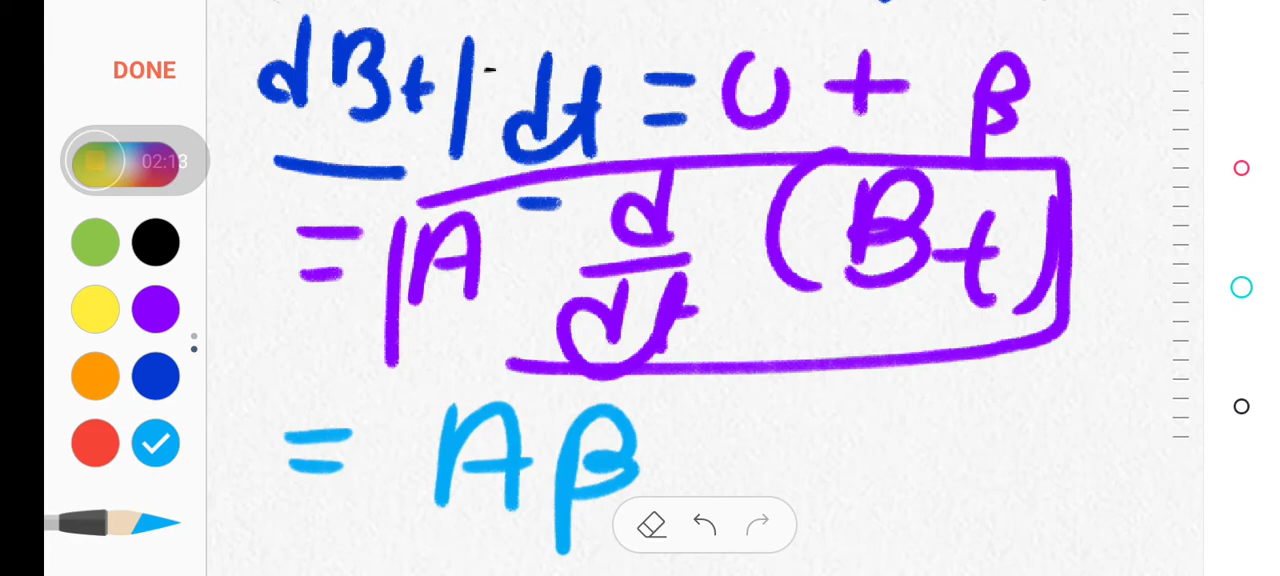 DONE
02:13
dBt/dt = 0 + β
= A d/dt (Bt)
= Aβ